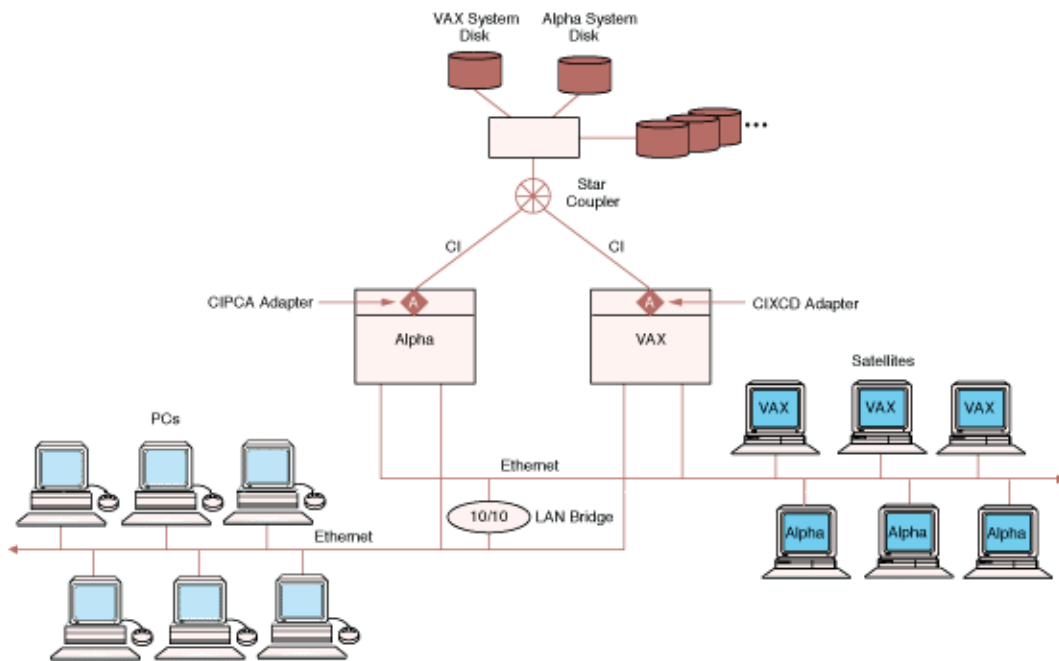 VAX System
Disk
Alpha System
Disk
...
Star
Coupler
CI
CI
CIPCA Adapter
A
A
CIXCD Adapter
Alpha
VAX
Satellites
VAX
VAX
VAX
PCs
Ethernet
10/10
LAN Bridge
Alpha
Alpha
Alpha
Ethernet